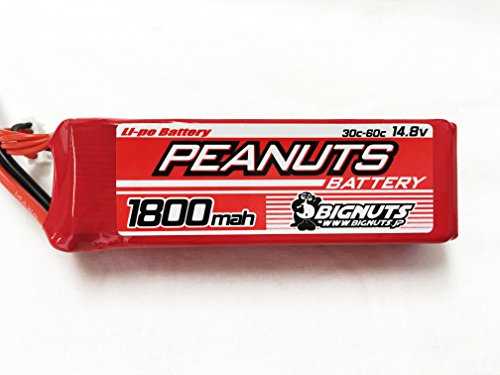 Li-po Battery
30c-60c 14.8v
PEANUTS
BATTERY
1800mah
BIGNUTS
WWW.BIGNUTS.JP